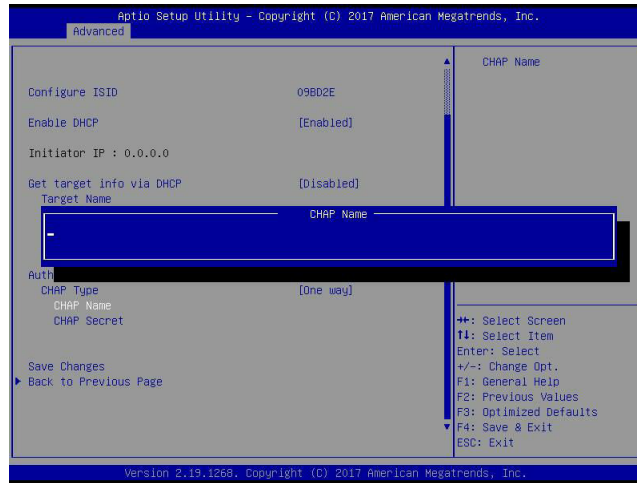 Aptio Setup Utility – Copyright (C) 2017 American Megatrends, Inc.
Advanced
Configure ISID 09BD2E
Enable DHCP [Enabled]
Initiator IP : 0.0.0.0
Get target info via DHCP [Disabled]
Target Name
CHAP Name
Auth
CHAP Type [One way]
CHAP Name
CHAP Secret
Save Changes
Back to Previous Page
CHAP Name
→←: Select Screen
↑↓: Select Item
Enter: Select
+/-: Change Opt.
F1: General Help
F2: Previous Values
F3: Optimized Defaults
F4: Save & Exit
ESC: Exit
Version 2.19.1268. Copyright (C) 2017 American Megatrends, Inc.